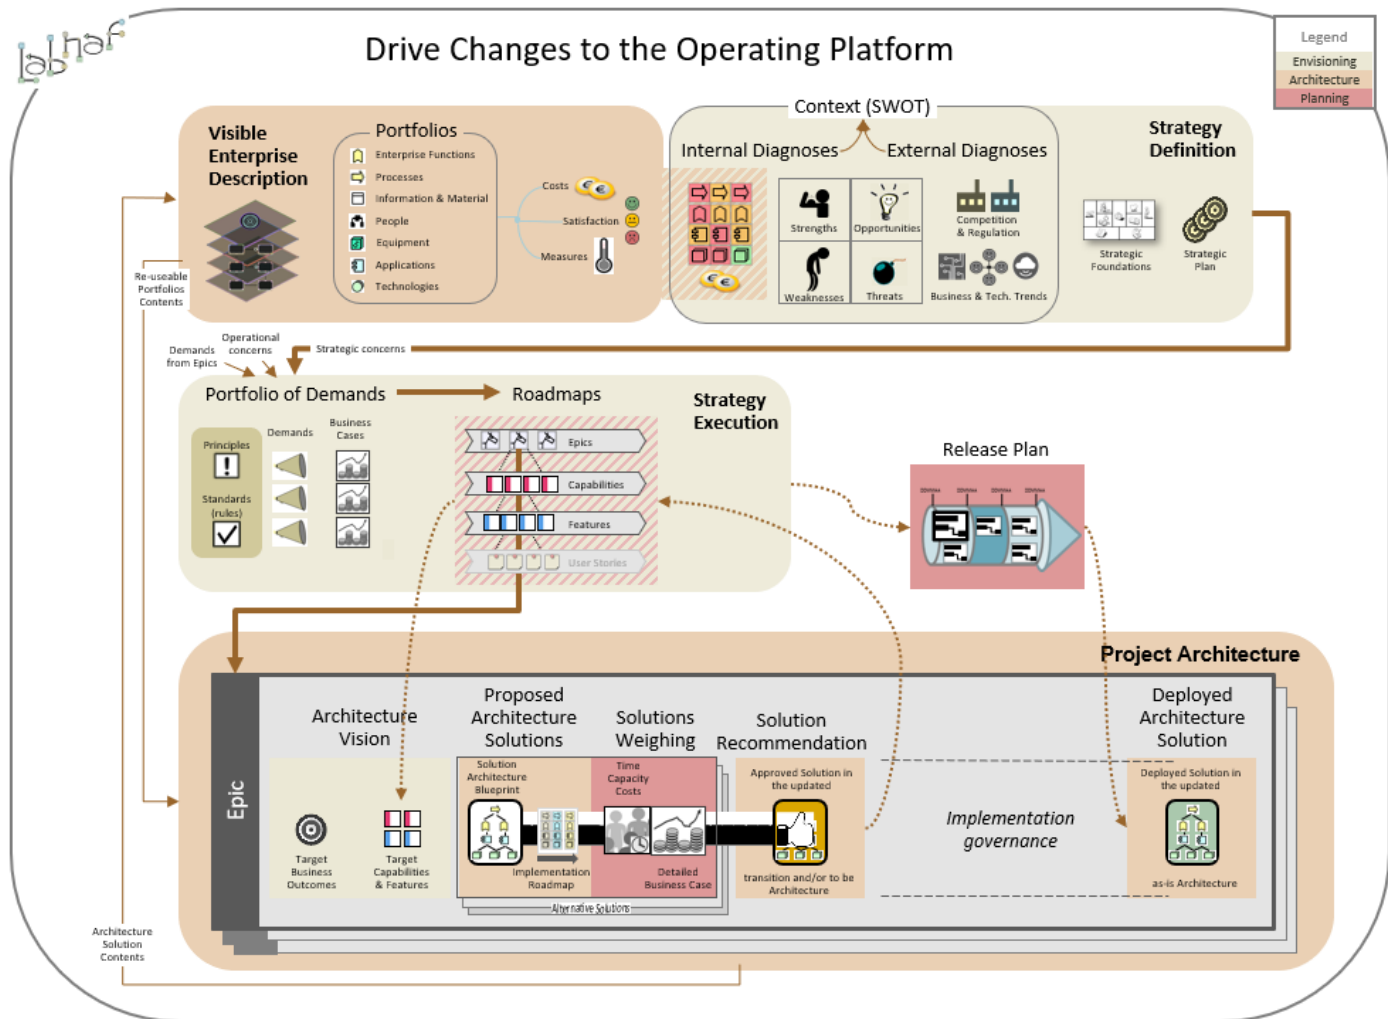 Labnaf
Drive Changes to the Operating Platform
Legend
Envisioning
Architecture
Planning
Visible
Enterprise
Description
Portfolios
Enterprise Functions
Processes
Information & Material
People
Equipment
Applications
Technologies
Costs
Satisfaction
Measures
Context (SWOT)
Internal Diagnoses
External Diagnoses
Strengths
Opportunities
Weaknesses
Threats
Competition
& Regulation
Business & Tech. Trends
Strategy
Definition
Strategic
Foundations
Strategic
Plan
Re-useable
Portfolios
Contents
Demands
from Epics
Operational
concerns
Strategic concerns
Portfolio of Demands
Roadmaps
Strategy
Execution
Principles
Standards
(rules)
Demands
Business
Cases
Epics
Capabilities
Features
User Stories
Release Plan
Project Architecture
Epic
Architecture
Vision
Target
Business
Outcomes
Target
Capabilities
& Features
Proposed
Architecture
Solutions
Solution
Architecture
Blueprint
Implementation
Roadmap
Solutions
Weighing
Time
Capacity
Costs
Detailed
Business Case
Alternative Solutions
Solution
Recommendation
Approved Solution in
the updated
transition and/or to be
Architecture
Implementation
governance
Deployed
Architecture
Solution
Deployed Solution in
the updated
as-is Architecture
Architecture
Solution
Contents